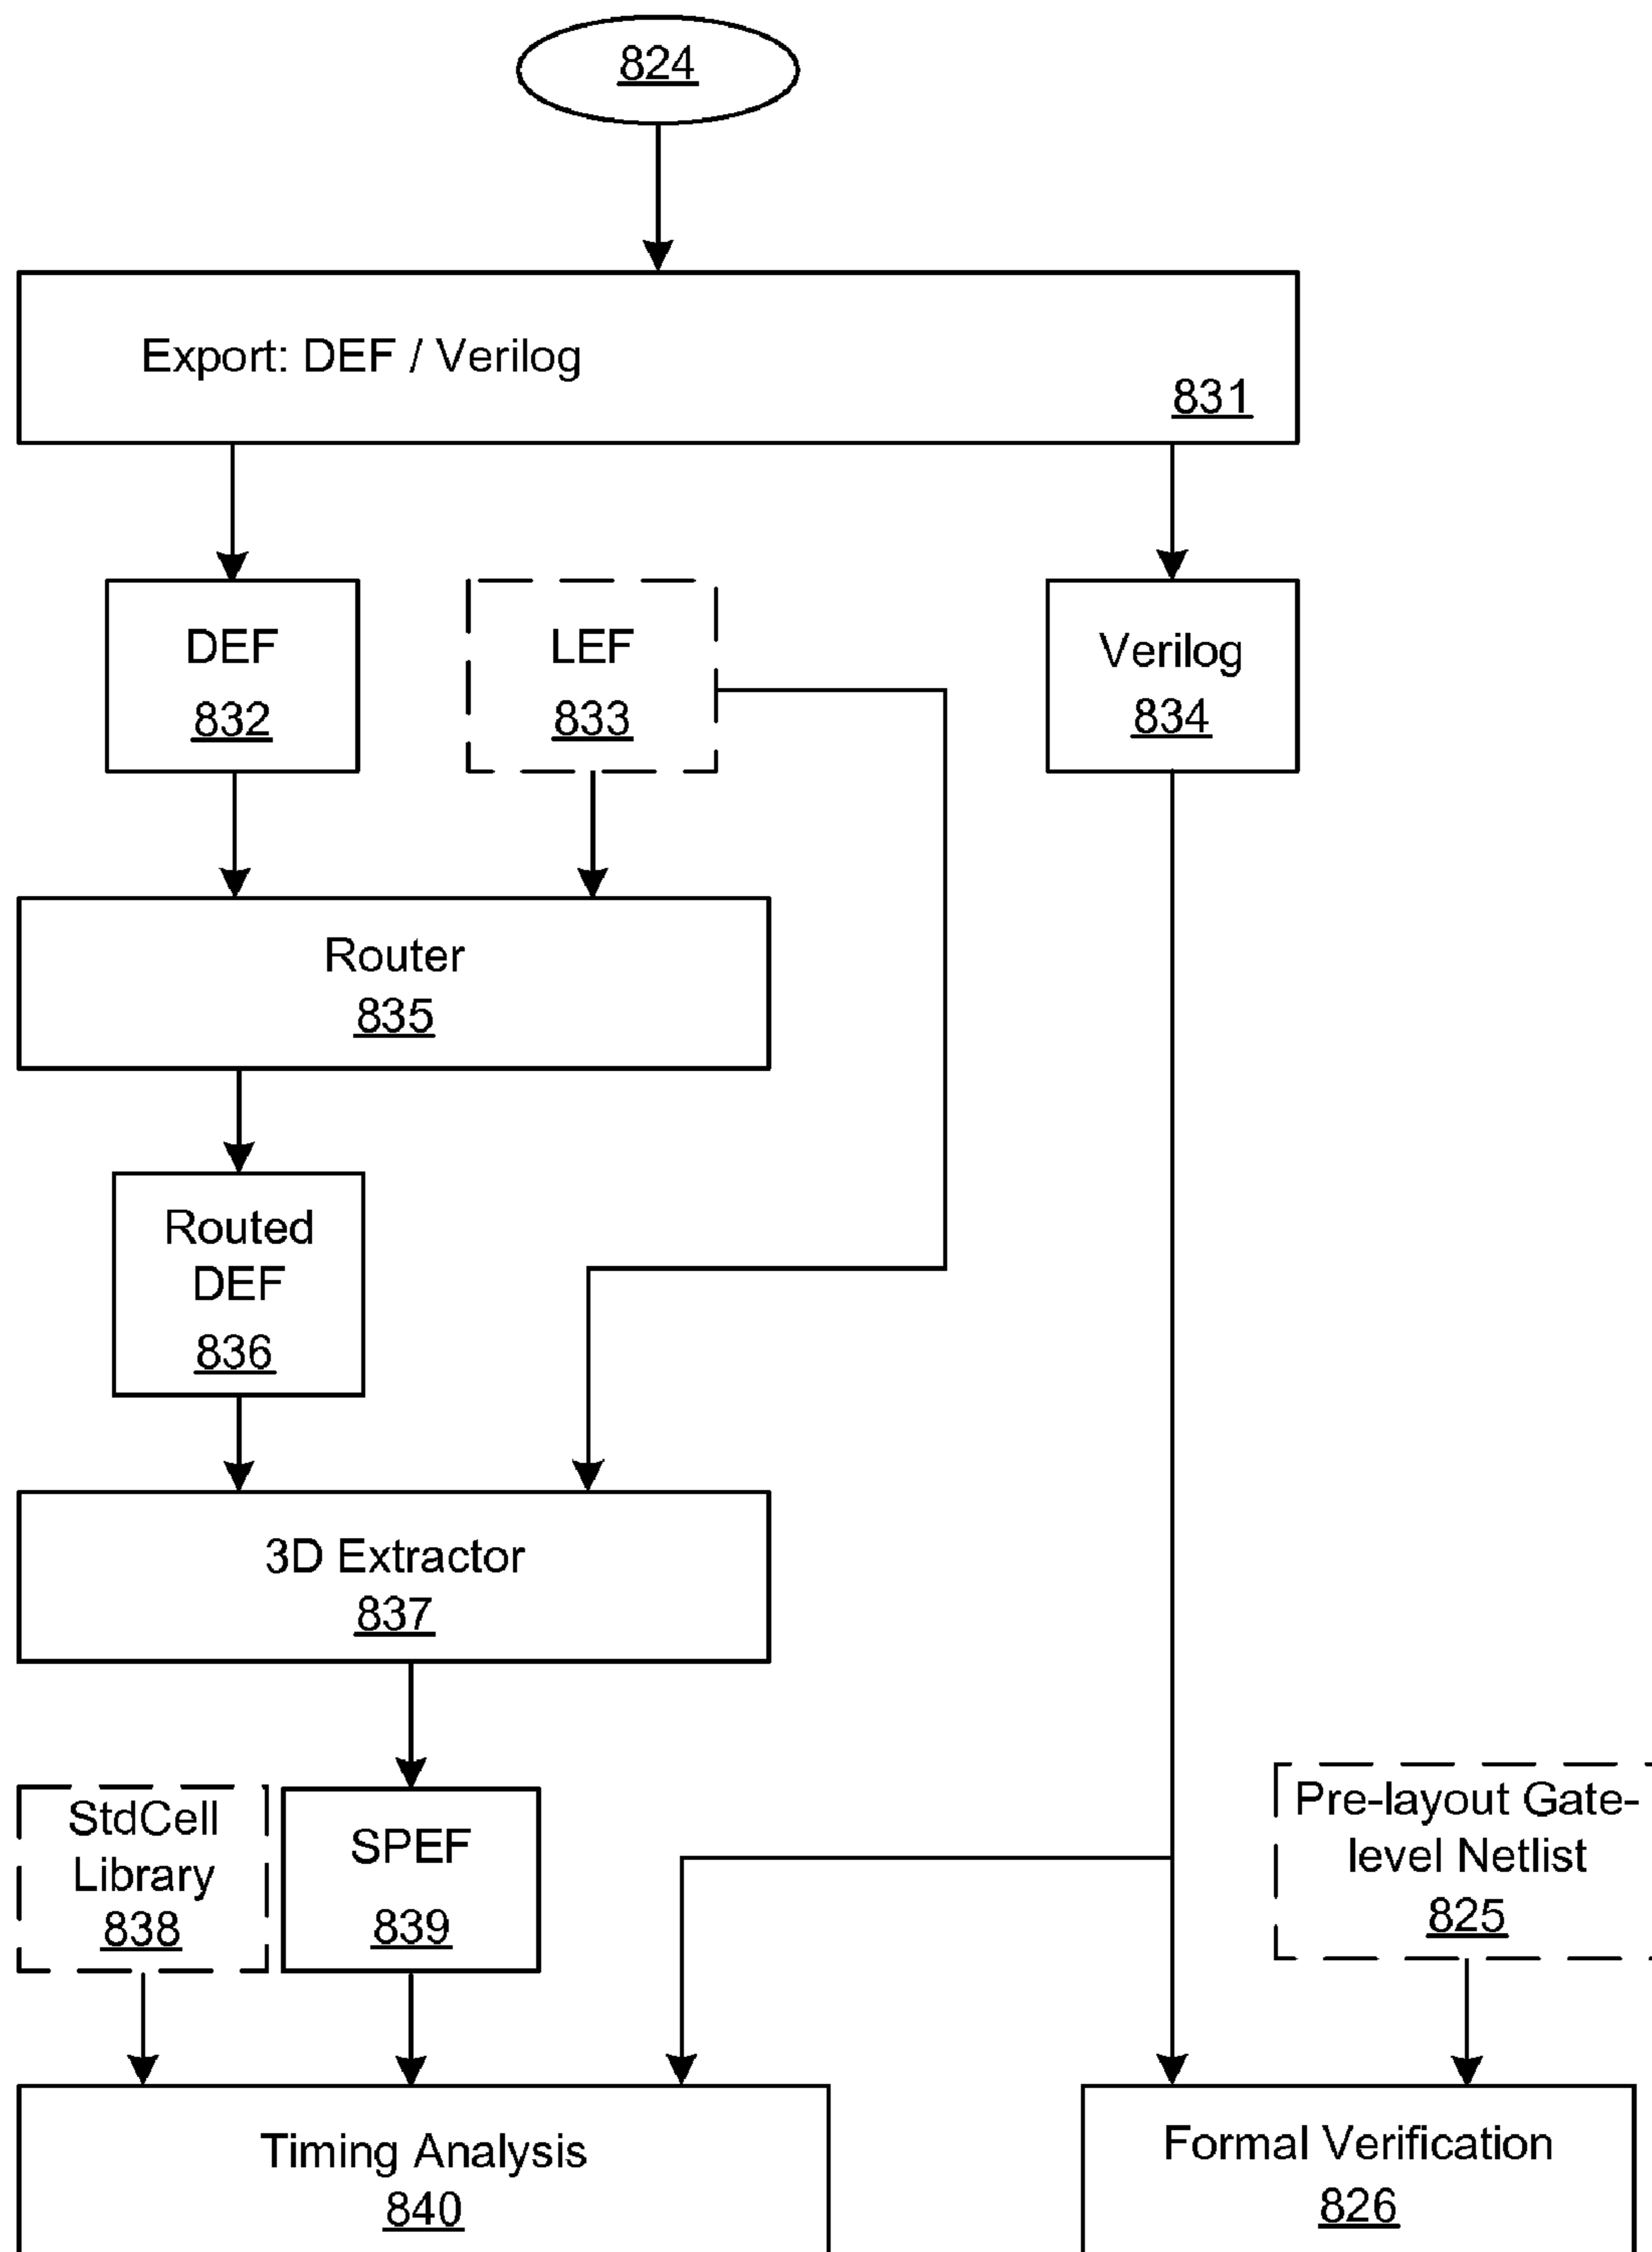 824
Export: DEF / Verilog
831
DEF
832
LEF
833
Verilog
834
Router
835
Routed
DEF
836
3D Extractor
837
StdCell
Library
838
SPEF
839
Pre-layout Gate-
level Netlist
825
Timing Analysis
840
Formal Verification
826